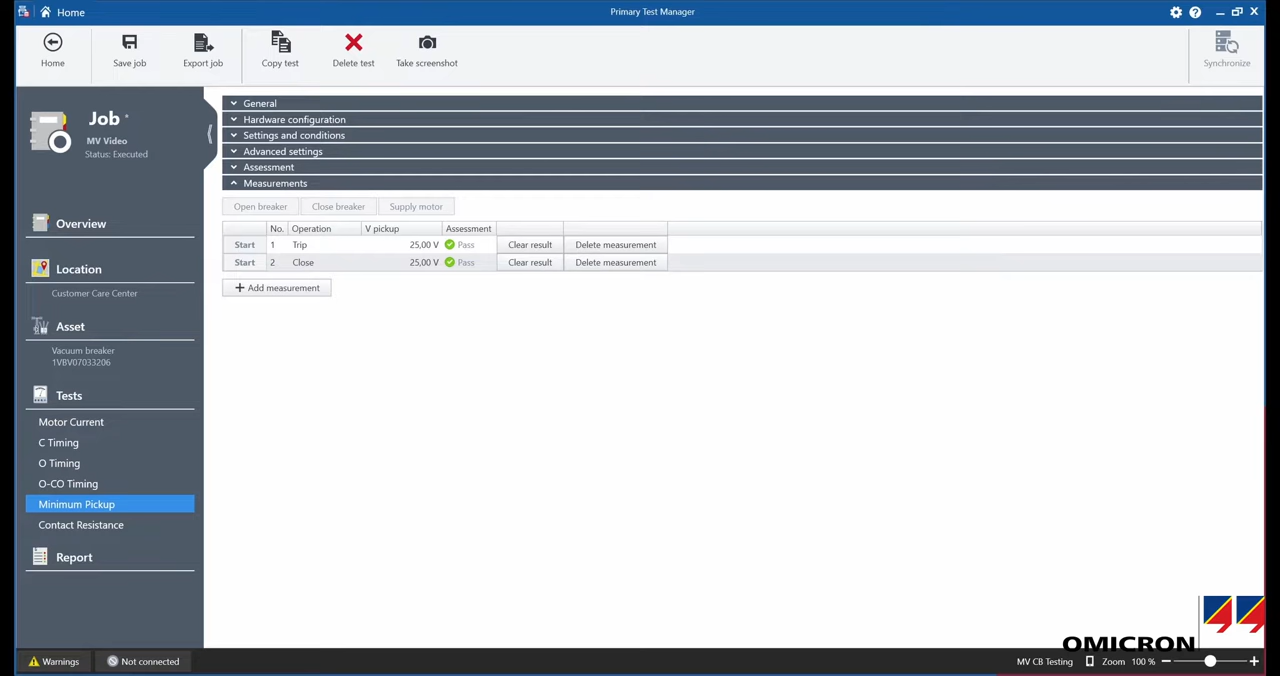 Home
Primary Test Manager
Home
Save job
Export job
Copy test
Delete test
Take screenshot
Synchronize
Job *
MV Video
Status: Executed
Overview
Location
Customer Care Center
Asset
Vacuum breaker
1VBV07033206
Tests
Motor Current
C Timing
O Timing
O-CO Timing
Minimum Pickup
Contact Resistance
Report
General
Hardware configuration
Settings and conditions
Advanced settings
Assessment
Measurements
Open breaker Close breaker Supply motor
No. Operation V pickup Assessment
Start 1 Trip 25,00 V Pass Clear result Delete measurement
Start 2 Close 25,00 V Pass Clear result Delete measurement
+ Add measurement
OMICRON
Warnings Not connected MV CB Testing Zoom 100 %